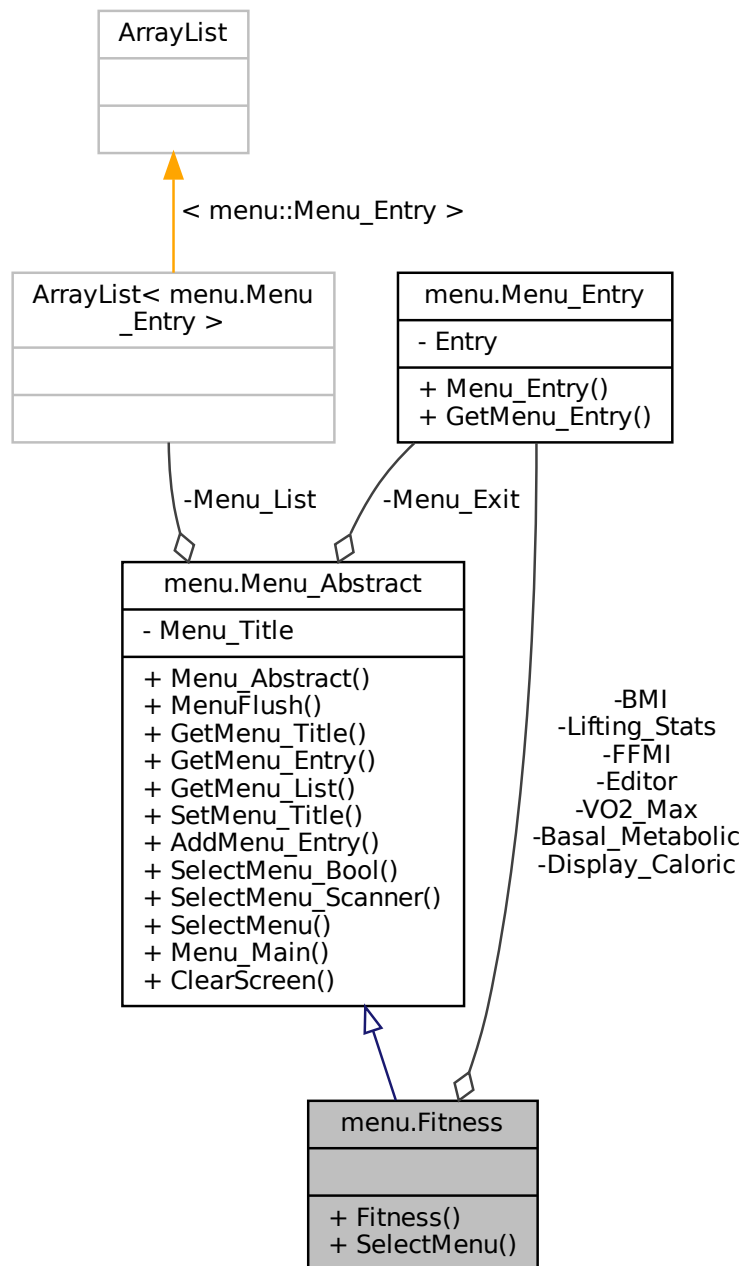 ArrayList
< menu::Menu_Entry >
ArrayList< menu.Menu
_Entry >
menu.Menu_Entry
- Entry
+ Menu_Entry()
+ GetMenu_Entry()
-Menu_List
-Menu_Exit
menu.Menu_Abstract
- Menu_Title
+ Menu_Abstract()
+ MenuFlush()
+ GetMenu_Title()
+ GetMenu_Entry()
+ GetMenu_List()
+ SetMenu_Title()
+ AddMenu_Entry()
+ SelectMenu_Bool()
+ SelectMenu_Scanner()
+ SelectMenu()
+ Menu_Main()
+ ClearScreen()
-BMI
-Lifting_Stats
-FFMI
-Editor
-VO2_Max
-Basal_Metabolic
-Display_Caloric
menu.Fitness
+ Fitness()
+ SelectMenu()